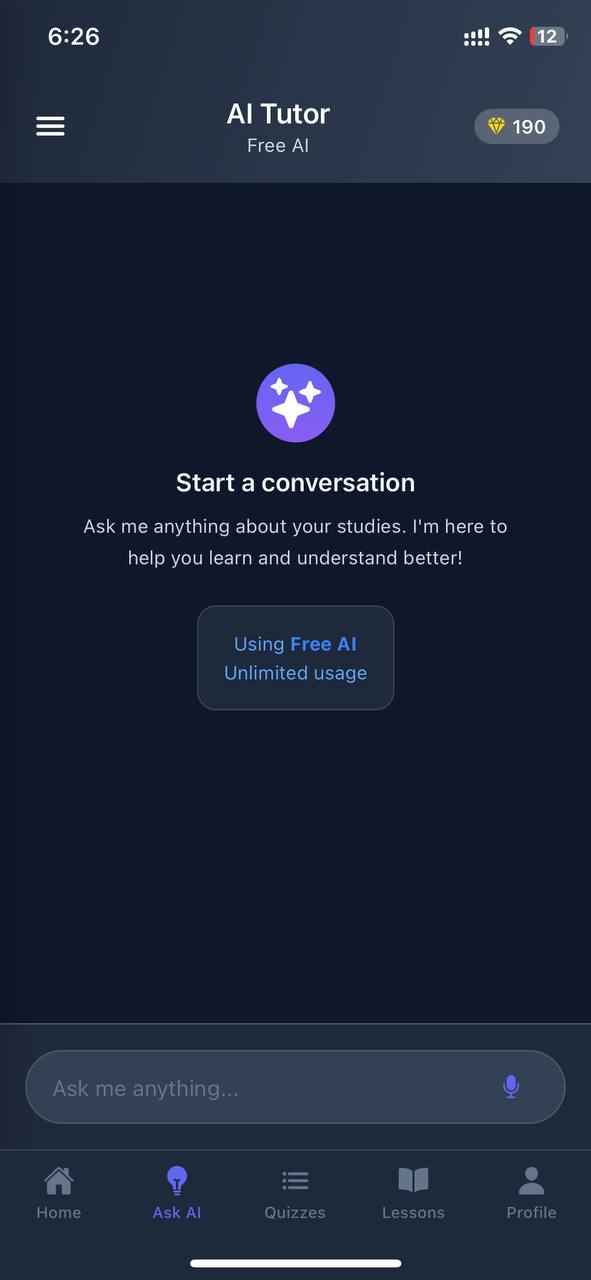 6:26
12
AI Tutor
Free AI
190
Start a conversation
Ask me anything about your studies. I'm here to
help you learn and understand better!
Using Free AI
Unlimited usage
Ask me anything...
Home
Ask AI
Quizzes
Lessons
Profile